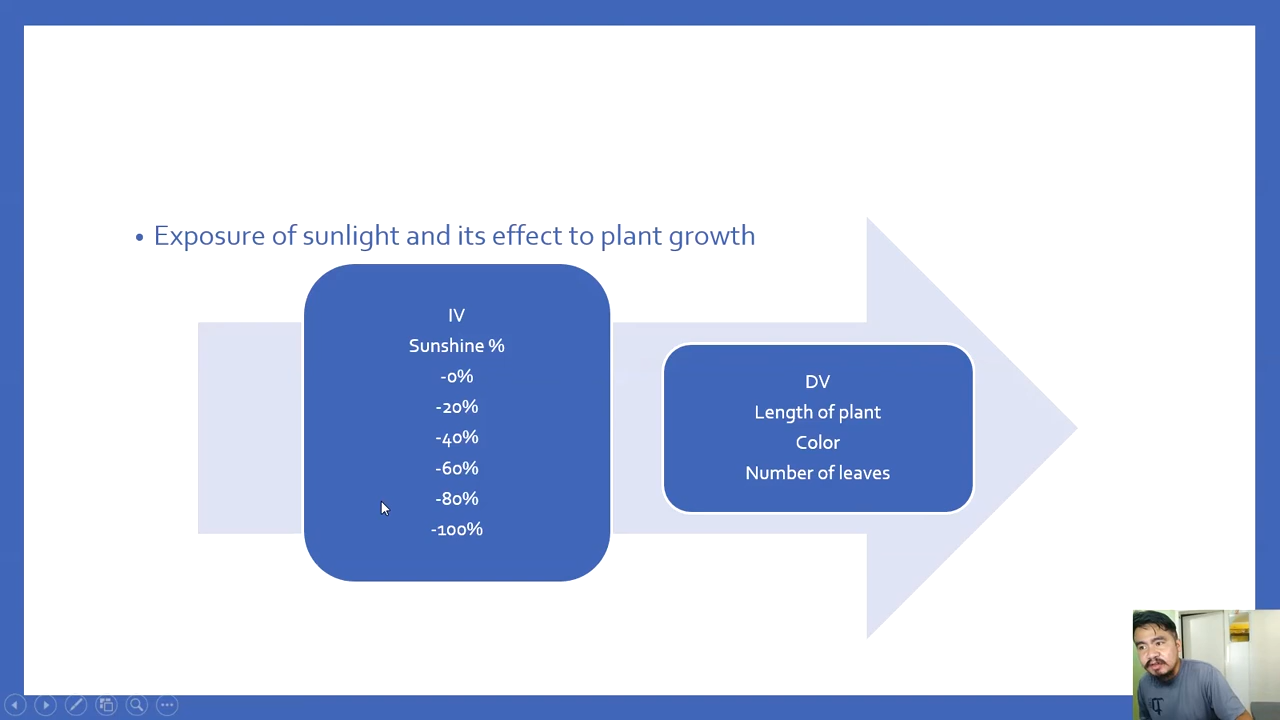 • Exposure of sunlight and its effect to plant growth
IV
Sunshine %
-0%
-20%
-40%
-60%
-80%
-100%
DV
Length of plant
Color
Number of leaves